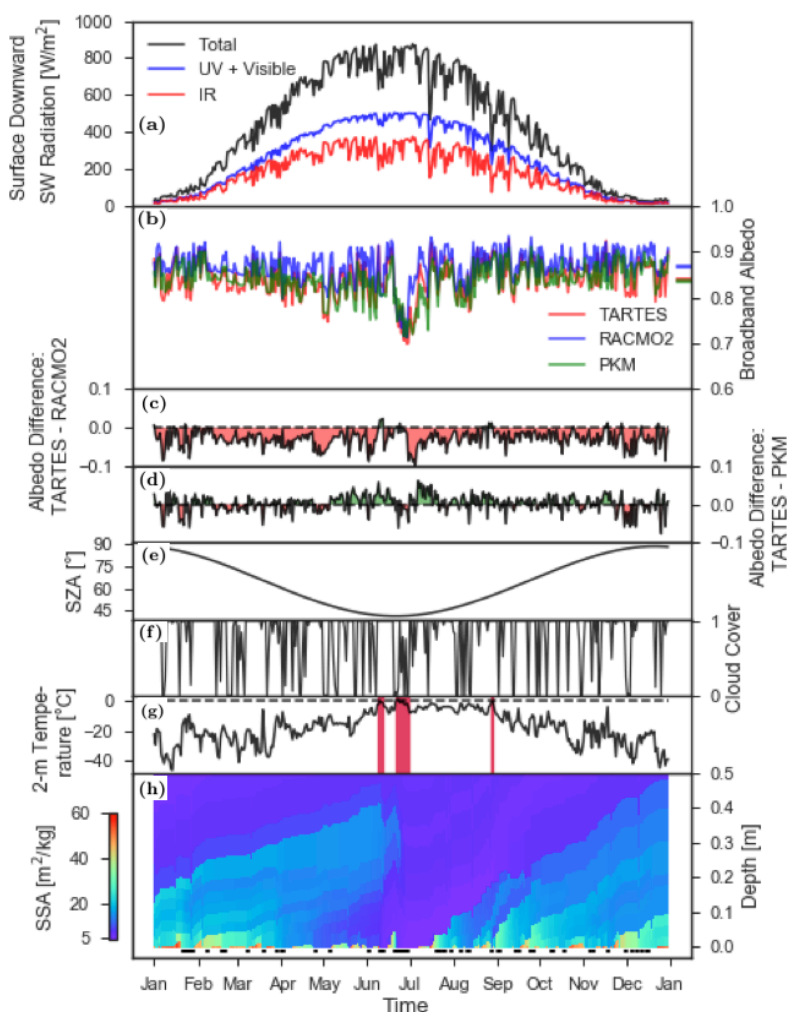 Surface Downward
SW Radiation [W/m²]
1000
800
600
400
200
0
Total
UV + Visible
IR
(a)
(b)
1.0
0.9
0.8
0.7
0.6
Broadband Albedo
TARTES
RACMO2
PKM
Albedo Difference:
TARTES - RACMO2
0.1
0.0
−0.1
(c)
(d)
0.1
0.0
−0.1
Albedo Difference:
TARTES - PKM
SZA [°]
90
75
60
45
(e)
(f)
1
0
Cloud Cover
2-m Tempe-
rature [°C]
0
−20
−40
(g)
(h)
SSA [m²/kg]
60
40
20
5
0.5
0.4
0.3
0.2
0.1
0.0
Depth [m]
Jan Feb Mar Apr May Jun Jul Aug Sep Oct Nov Dec Jan
Time